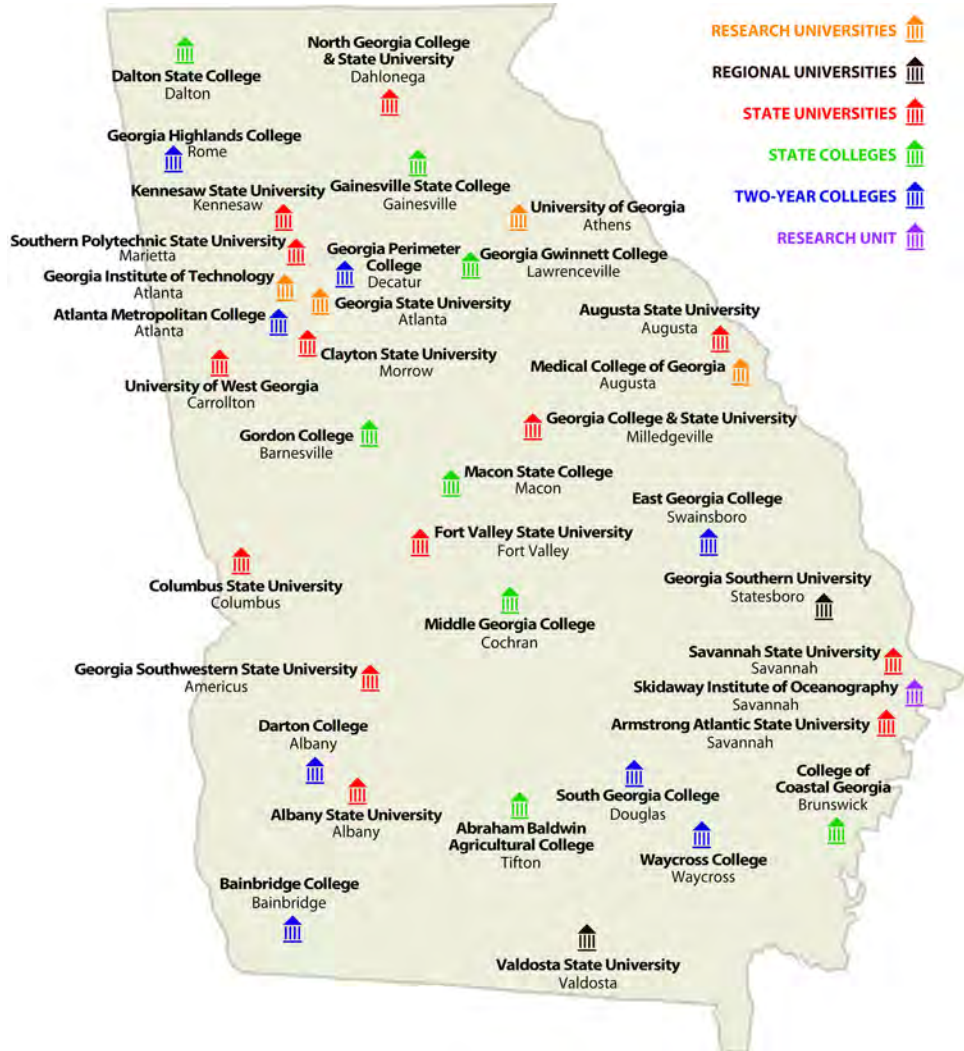 RESEARCH UNIVERSITIES
REGIONAL UNIVERSITIES
STATE UNIVERSITIES
STATE COLLEGES
TWO-YEAR COLLEGES
RESEARCH UNIT
Dalton State College
Dalton
North Georgia College
& State University
Dahlonega
Georgia Highlands College
Rome
Kennesaw State University
Kennesaw
Gainesville State College
Gainesville
University of Georgia
Athens
Southern Polytechnic State University
Marietta
Georgia Perimeter
College
Decatur
Georgia Gwinnett College
Lawrenceville
Georgia Institute of Technology
Atlanta
Georgia State University
Atlanta
Atlanta Metropolitan College
Atlanta
Augusta State University
Augusta
Clayton State University
Morrow
Medical College of Georgia
Augusta
University of West Georgia
Carrollton
Gordon College
Barnesville
Georgia College & State University
Milledgeville
Macon State College
Macon
East Georgia College
Swainsboro
Fort Valley State University
Fort Valley
Columbus State University
Columbus
Georgia Southern University
Statesboro
Middle Georgia College
Cochran
Georgia Southwestern State University
Americus
Savannah State University
Savannah
Skidaway Institute of Oceanography
Savannah
Armstrong Atlantic State University
Savannah
Darton College
Albany
Albany State University
Albany
Abraham Baldwin
Agricultural College
Tifton
South Georgia College
Douglas
College of
Coastal Georgia
Brunswick
Waycross College
Waycross
Bainbridge College
Bainbridge
Valdosta State University
Valdosta